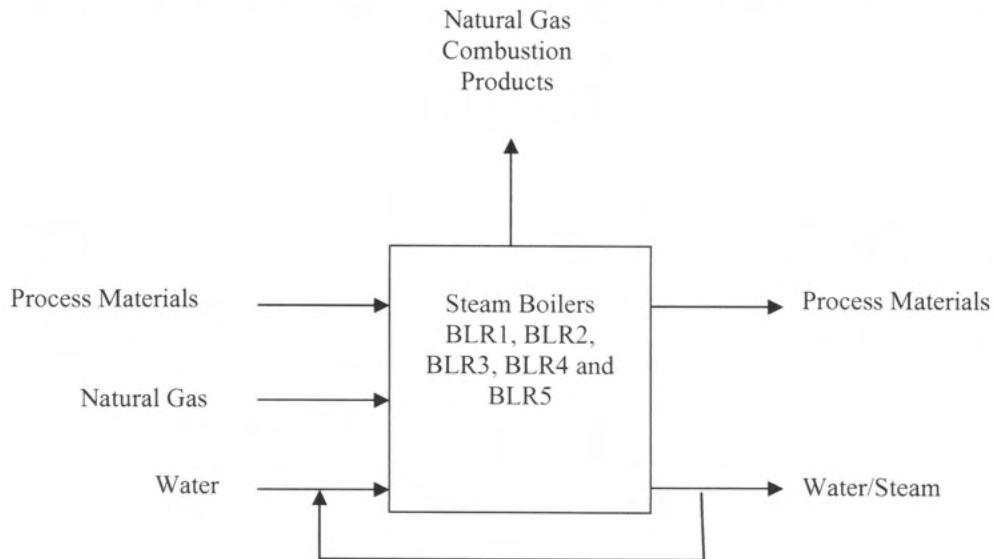 Natural Gas
Combustion
Products
Process Materials
Steam Boilers
BLR1, BLR2,
BLR3, BLR4 and
BLR5
Process Materials
Natural Gas
Water
Water/Steam